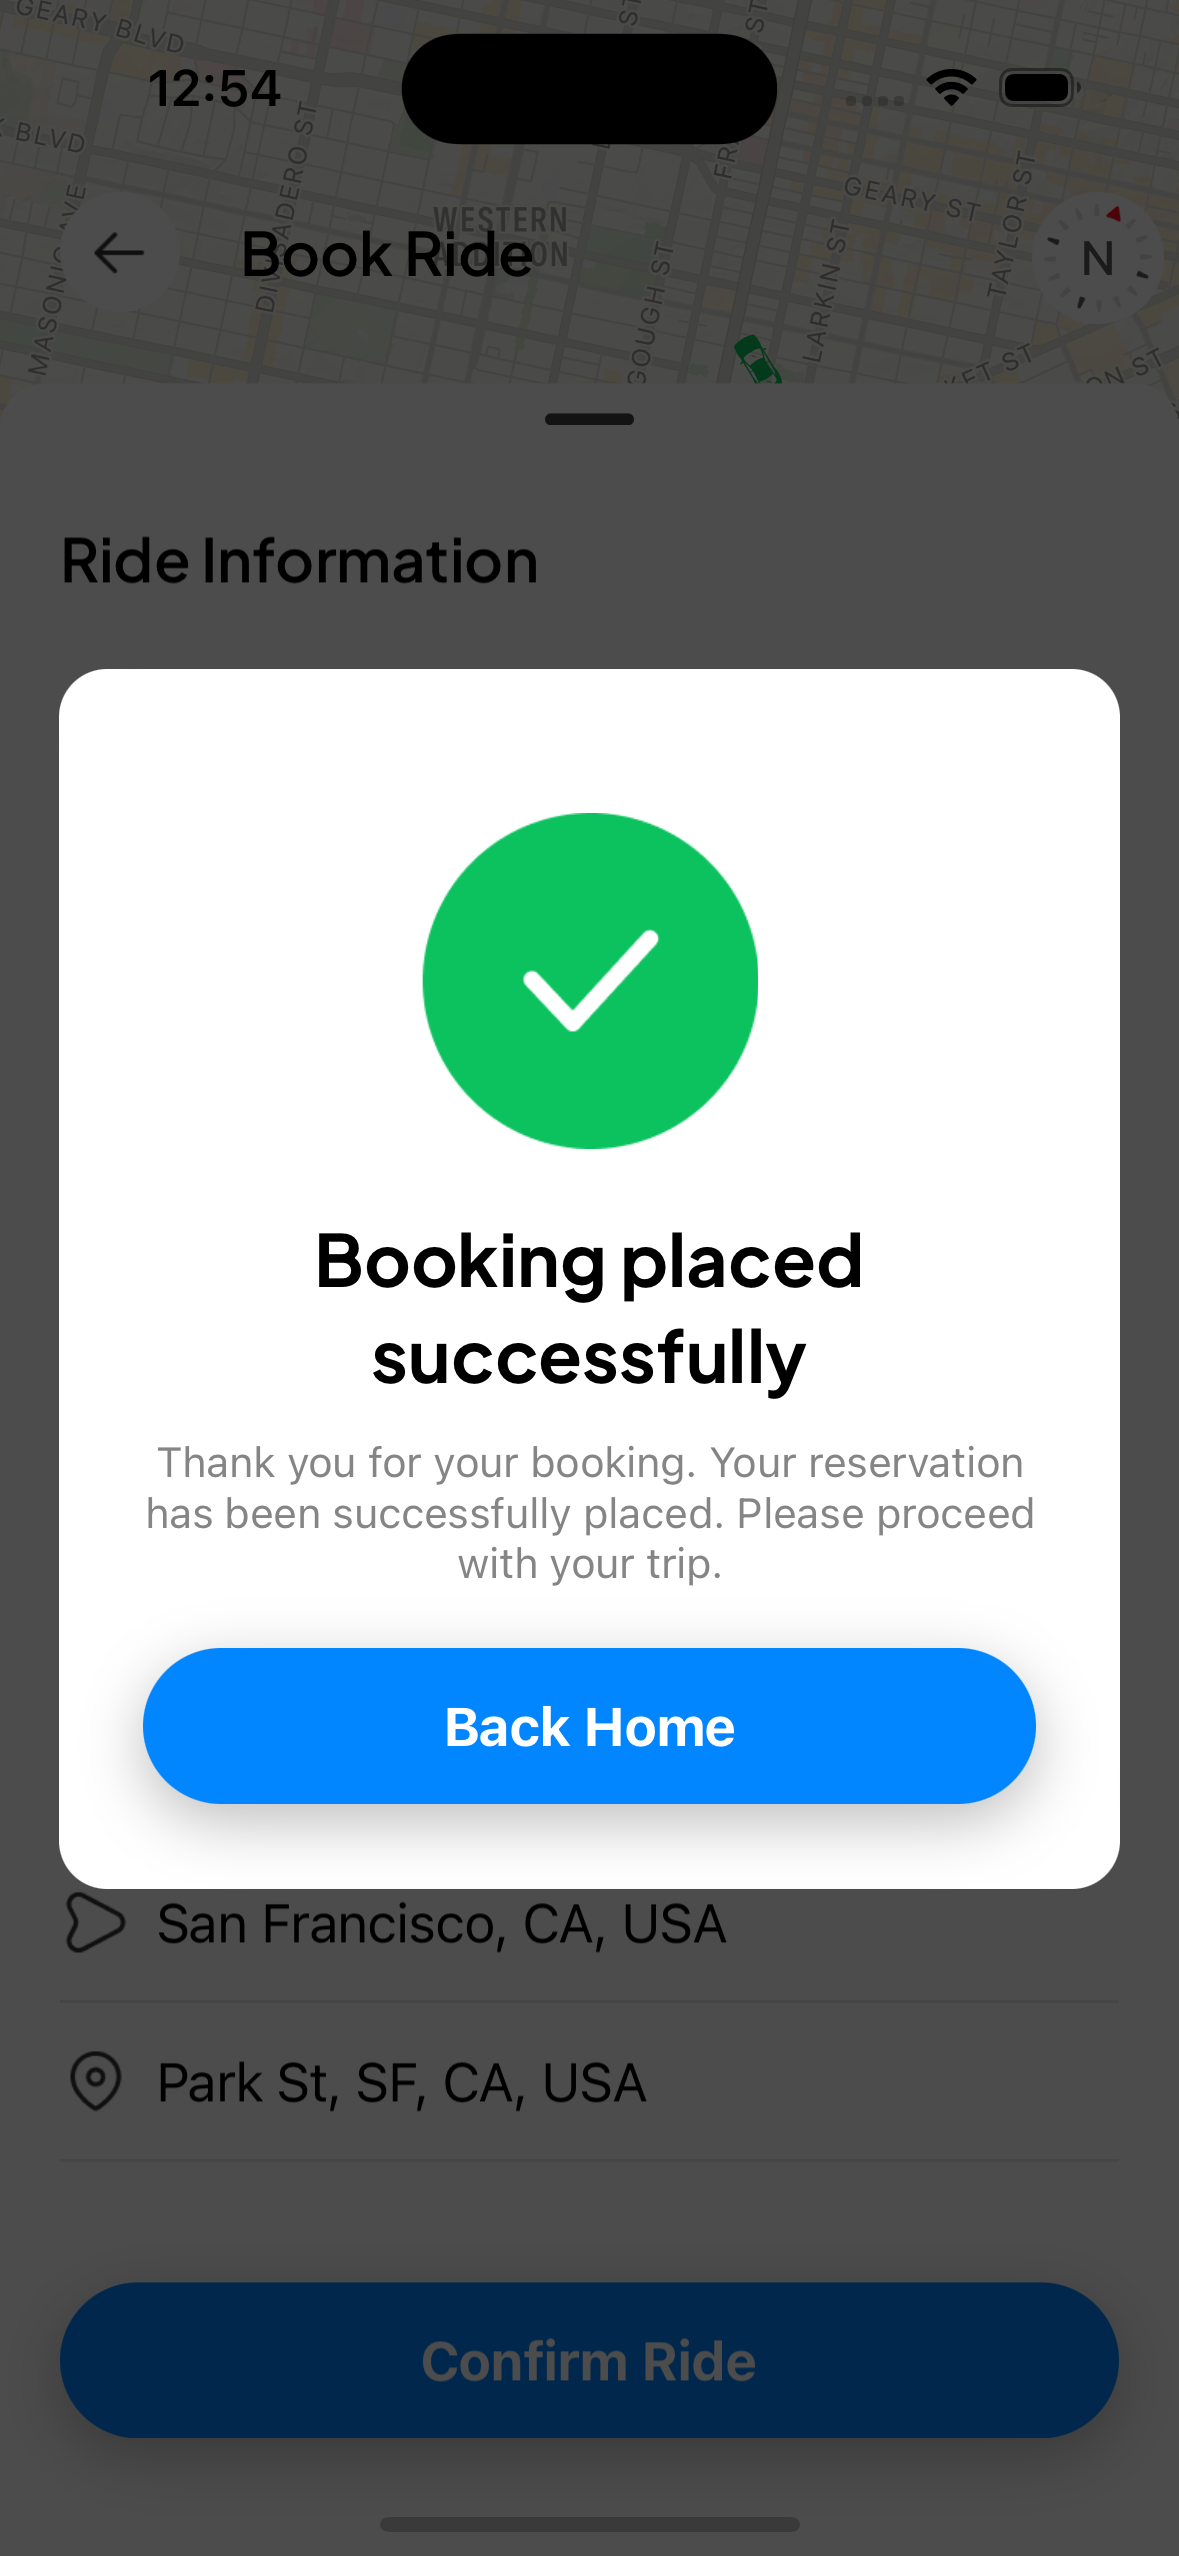 GEARY BLVD
12:54
BLVD
DIVISADERO ST
MASONIC AVE
WESTERN
ADDITION
Book Ride
GEARY ST
TAYLOR ST
LARKIN ST
GOUGH ST
N
ST
ST
Ride Information
Booking placed
successfully
Thank you for your booking. Your reservation
has been successfully placed. Please proceed
with your trip.
Back Home
San Francisco, CA, USA
Park St, SF, CA, USA
Confirm Ride